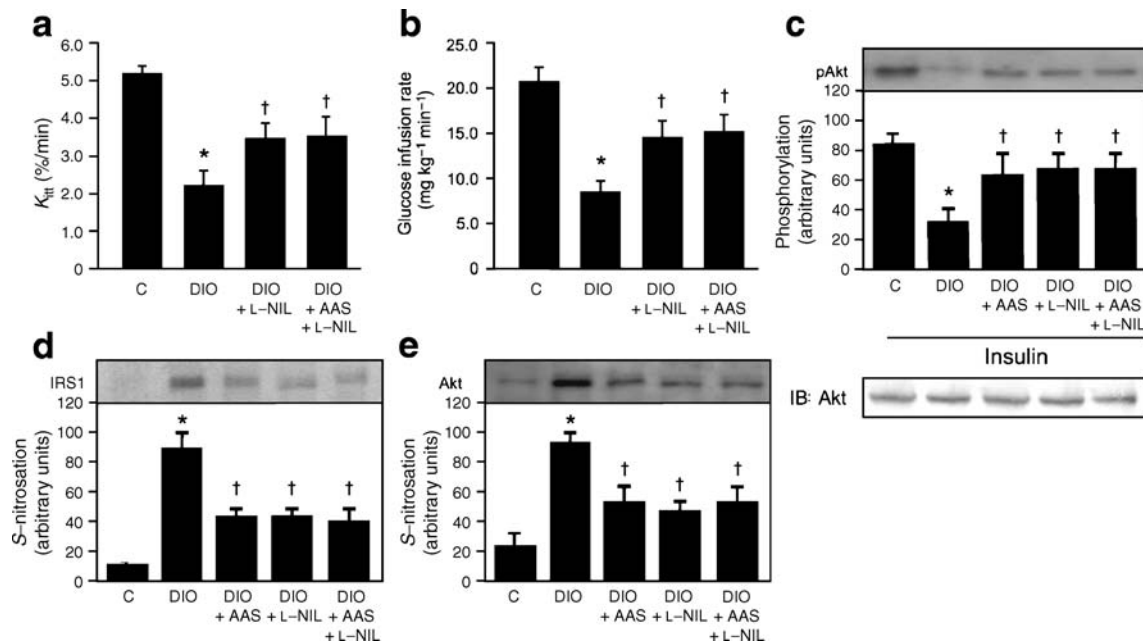 a
6.0
5.0
4.0
3.0
2.0
1.0
0
K_itt (%/min)
*
†
†
C
DIO
DIO
+ L–NIL
DIO
+ AAS
+ L–NIL
b
25.0
20.0
15.0
10.0
5.0
0
Glucose infusion rate
(mg kg⁻¹ min⁻¹)
*
†
†
C
DIO
DIO
+ L–NIL
DIO
+ AAS
+ L–NIL
c
pAkt
120
100
80
60
40
20
0
Phosphorylation
(arbitrary units)
*
†
†
†
C
DIO
DIO
+ AAS
DIO
+ L–NIL
DIO
+ AAS
+ L–NIL
Insulin
IB: Akt
d
IRS1
120
100
80
60
40
20
0
S–nitrosation
(arbitrary units)
*
†
†
†
C
DIO
DIO
+ AAS
DIO
+ L–NIL
DIO
+ AAS
+ L–NIL
e
Akt
120
100
80
60
40
20
0
S–nitrosation
(arbitrary units)
*
†
†
†
C
DIO
DIO
+ AAS
DIO
+ L–NIL
DIO
+ AAS
+ L–NIL